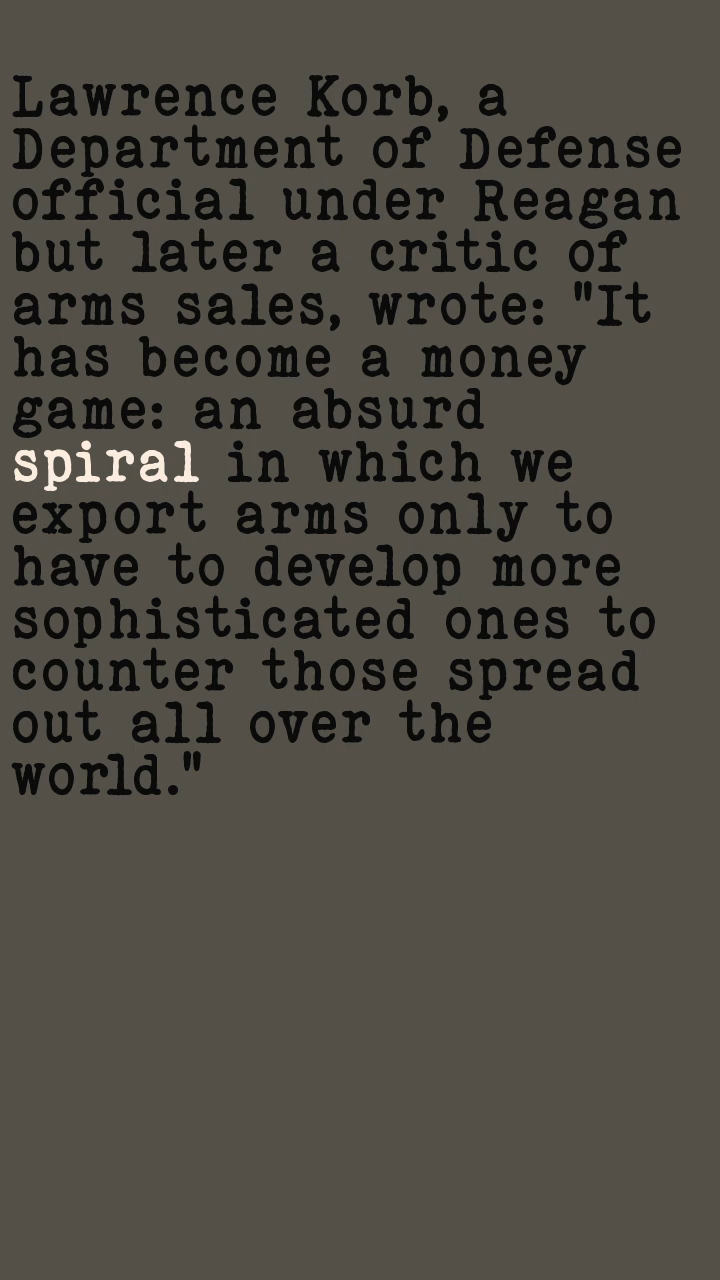 Lawrence Korb, a
Department of Defense
official under Reagan
but later a critic of
arms sales, wrote: "It
has become a money
game: an absurd
spiral in which we
export arms only to
have to develop more
sophisticated ones to
counter those spread
out all over the
world."